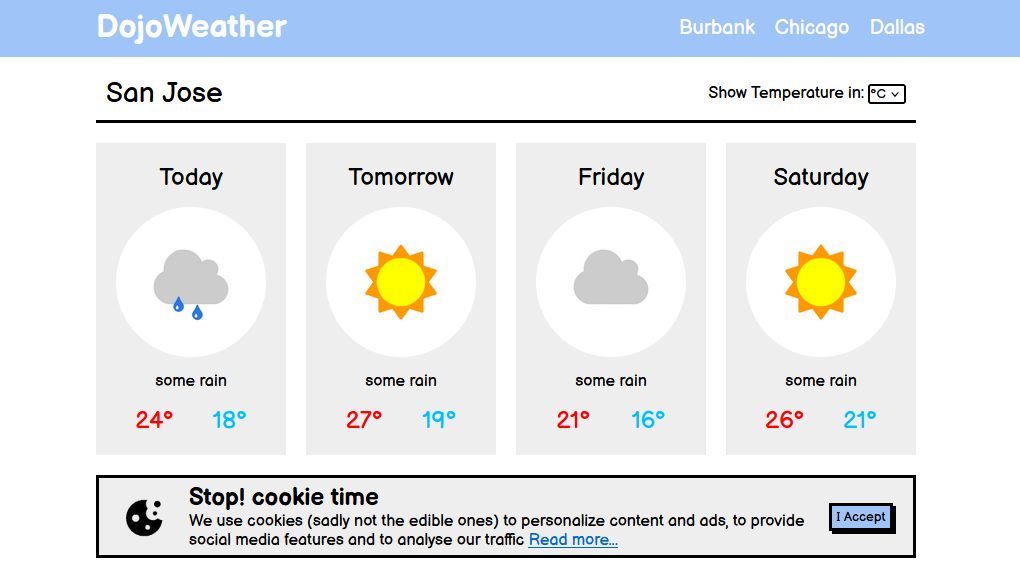 DojoWeather
Burbank Chicago Dallas
San Jose
Show Temperature in: °C
Today
Tomorrow
Friday
Saturday
some rain
some rain
some rain
some rain
24° 18°
27° 19°
21° 16°
26° 21°
Stop! cookie time
We use cookies (sadly not the edible ones) to personalize content and ads, to provide
social media features and to analyse our traffic Read more...
I Accept